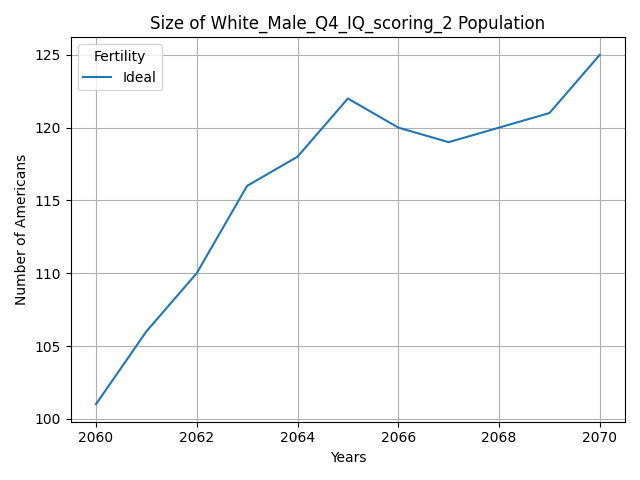 Size of White_Male_Q4_IQ_scoring_2 Population
Fertility
Ideal
Number of Americans
125
120
115
110
105
100
2060 2062 2064 2066 2068 2070
Years